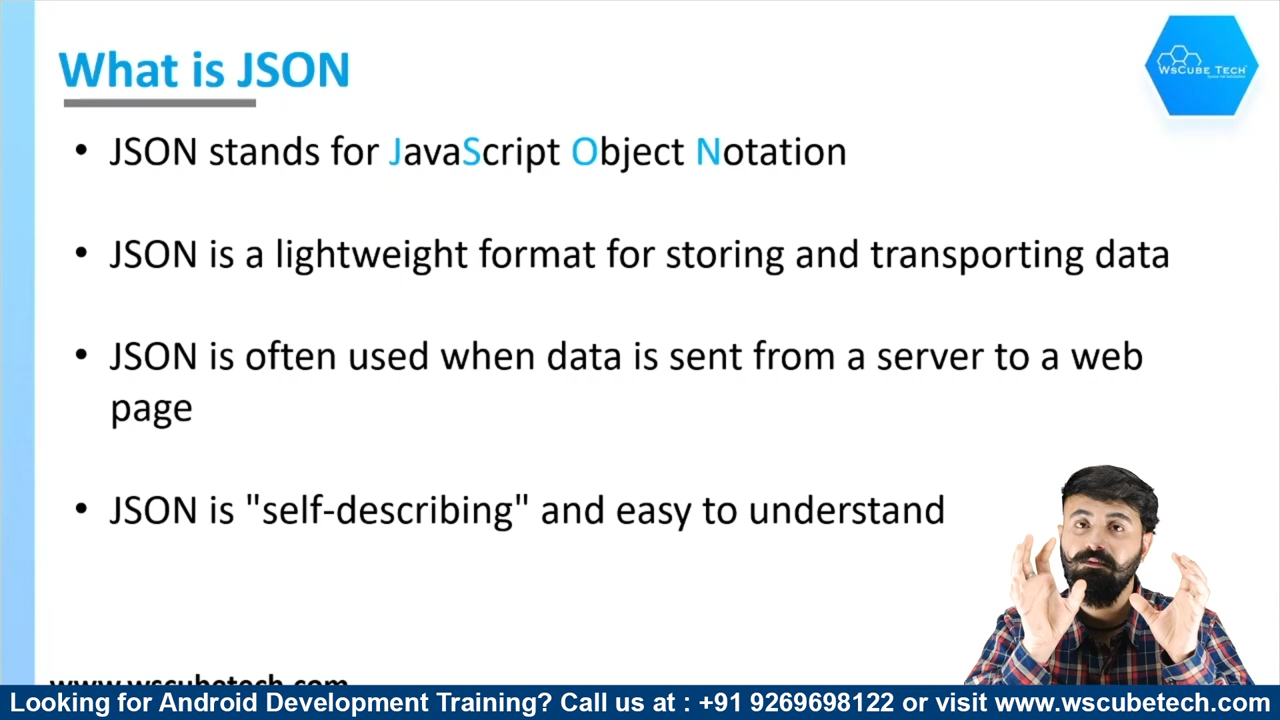 What is JSON
WsCube Tech
• JSON stands for JavaScript Object Notation
• JSON is a lightweight format for storing and transporting data
• JSON is often used when data is sent from a server to a web
page
• JSON is "self-describing" and easy to understand
www.wscubetech.com
Looking for Android Development Training? Call us at : +91 9269698122 or visit www.wscubetech.com